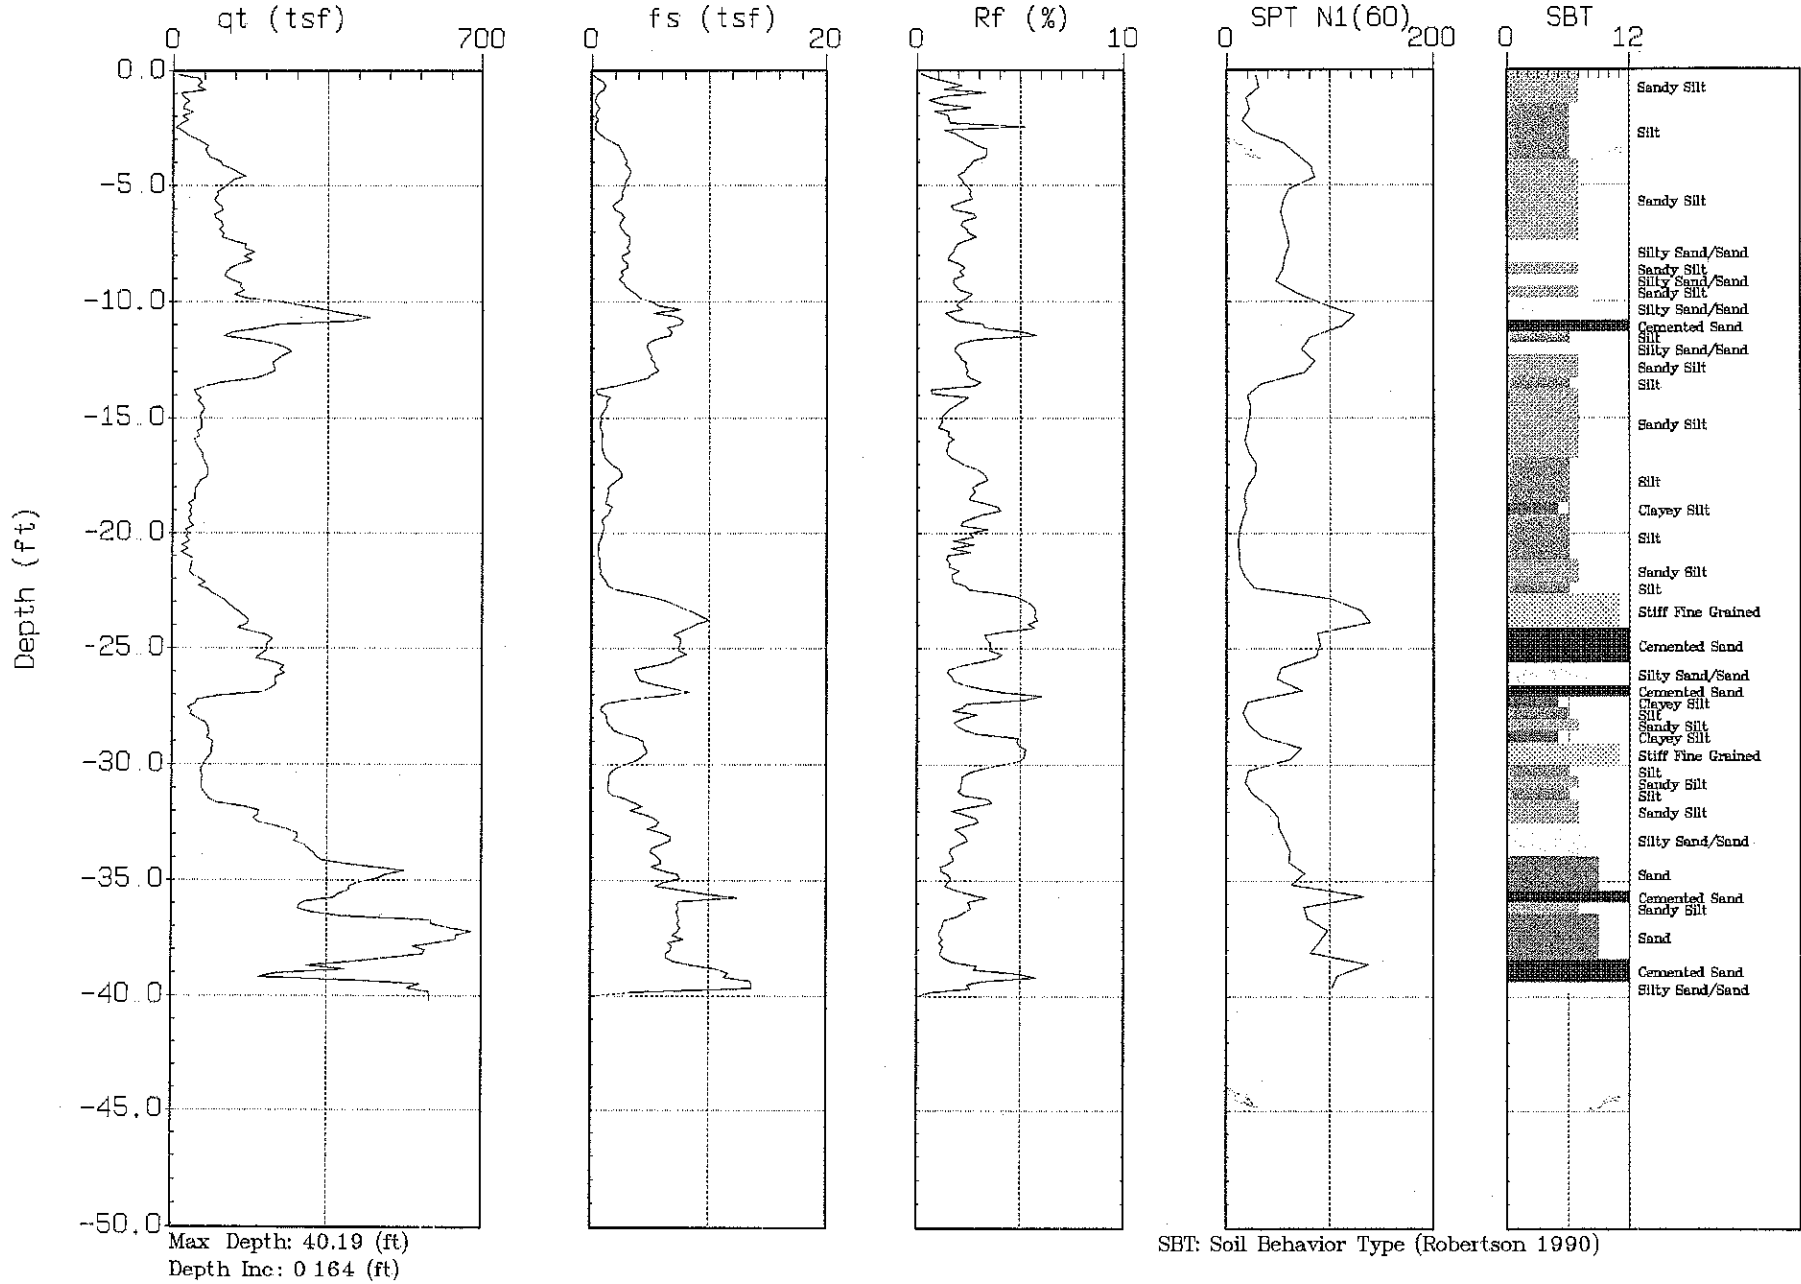 qt (tsf)
fs (tsf)
Rf (%)
SPT N1(60)
SBT
0 700
0 20
0 10
0 200
0 12
Depth (ft)
0.0
-5.0
-10.0
-15.0
-20.0
-25.0
-30.0
-35.0
-40.0
-45.0
-50.0
Sandy Silt
Silt
Sandy Silt
Silty Sand/Sand
Sandy Silt
Silty Sand/Sand
Sandy Silt
Silty Sand/Sand
Cemented Sand
Silt
Silty Sand/Sand
Sandy Silt
Silt
Sandy Silt
Silt
Clayey Silt
Silt
Sandy Silt
Silt
Stiff Fine Grained
Cemented Sand
Silty Sand/Sand
Cemented Sand
Clayey Silt
Silt
Sandy Silt
Clayey Silt
Stiff Fine Grained
Silt
Sandy Silt
Silt
Sandy Silt
Silty Sand/Sand
Sand
Cemented Sand
Sandy Silt
Sand
Cemented Sand
Silty Sand/Sand
Max Depth: 40.19 (ft)
Depth Inc: 0 164 (ft)
SBT: Soil Behavior Type (Robertson 1990)